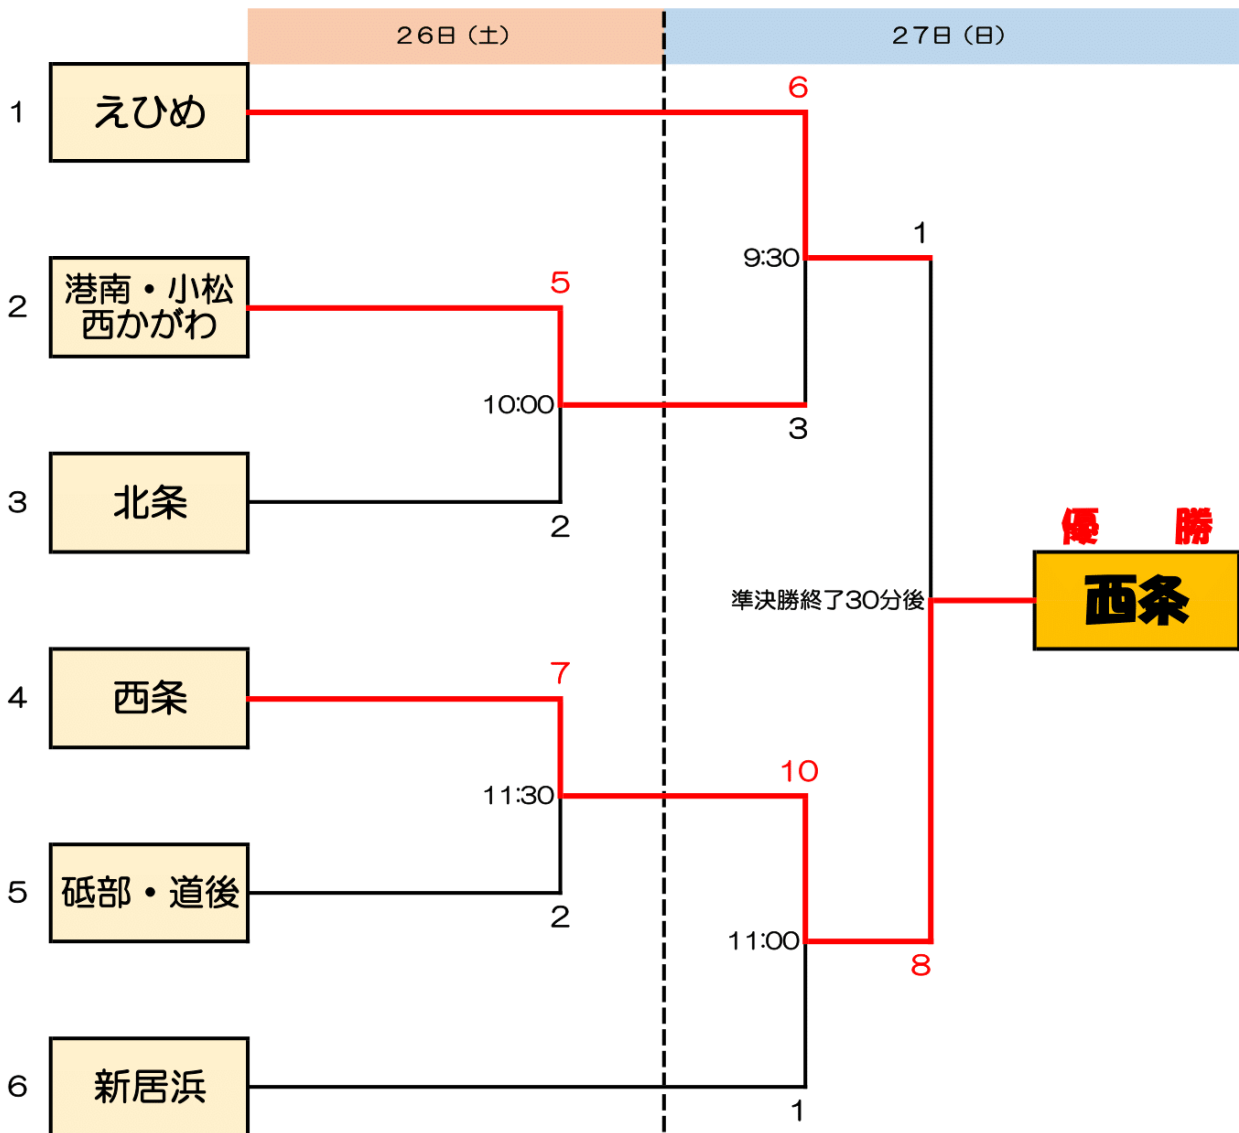 26日（土）
27日（日）
6
1
えひめ
1
9:30
2
港南・小松
西かがわ
5
10:00
3
3
北条
2
優 勝
西条
準決勝終了30分後
4
西条
7
10
11:30
5
砥部・道後
2
11:00
8
6
新居浜
1